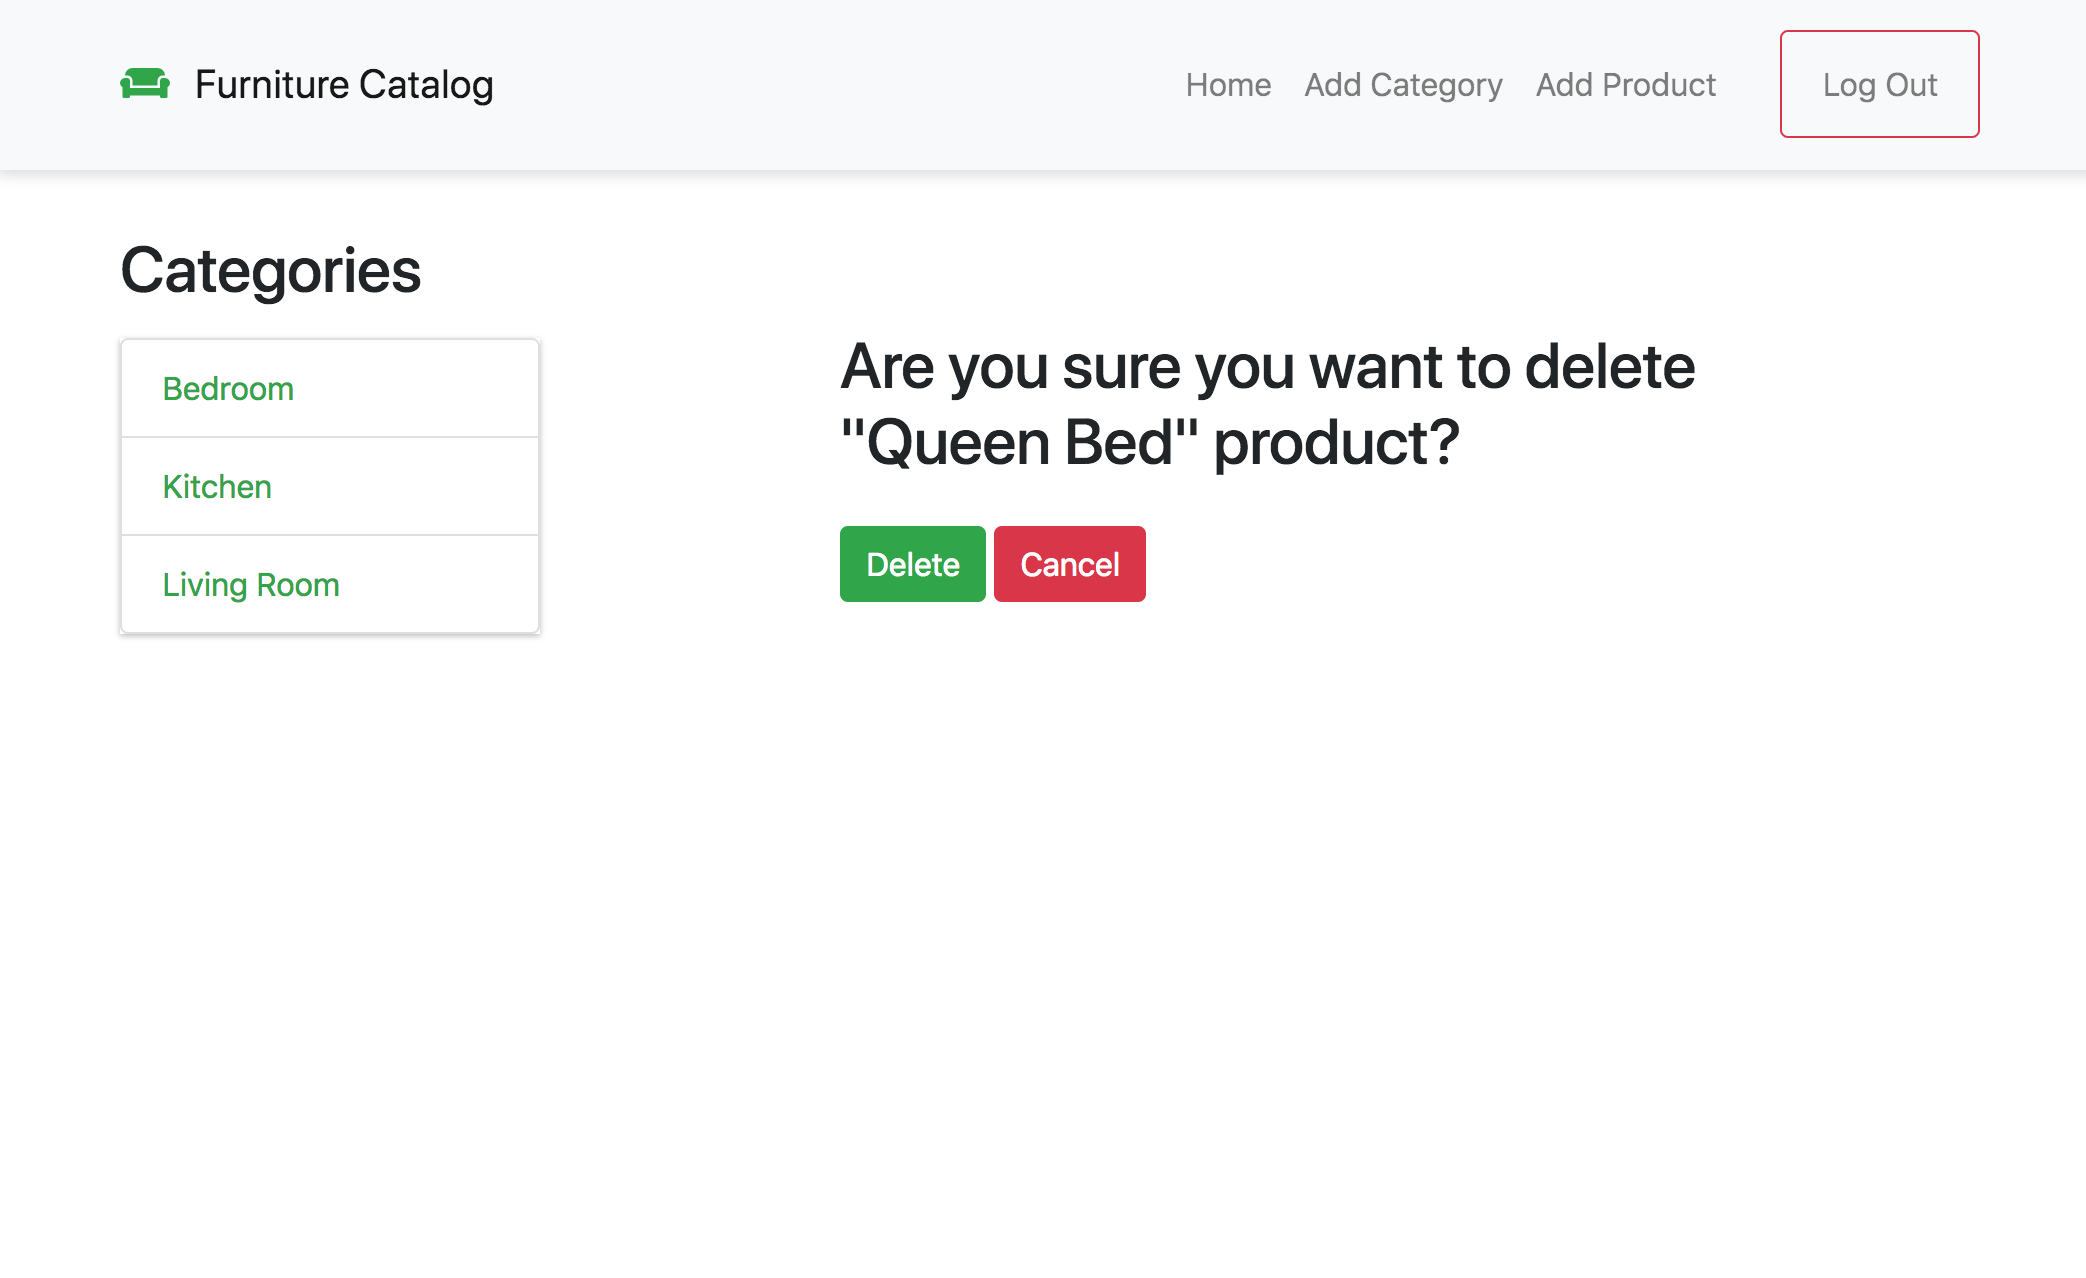 Furniture Catalog
Home
Add Category
Add Product
Log Out
Categories
Bedroom
Kitchen
Living Room
Are you sure you want to delete
"Queen Bed" product?
Delete
Cancel